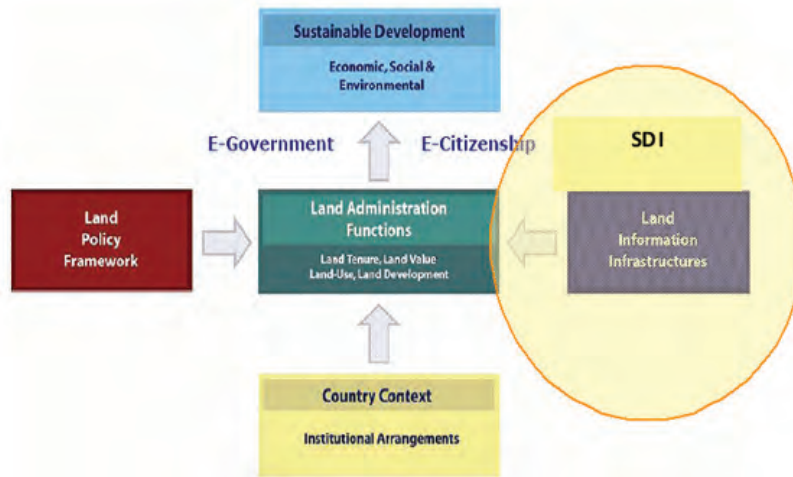 Sustainable Development
Economic, Social &
Environmental
E-Government
E-Citizenship
SDI
Land
Policy
Framework
Land Administration
Functions
Land Tenure, Land Value
Land-Use, Land Development
Land
Information
Infrastructures
Country Context
Institutional Arrangements